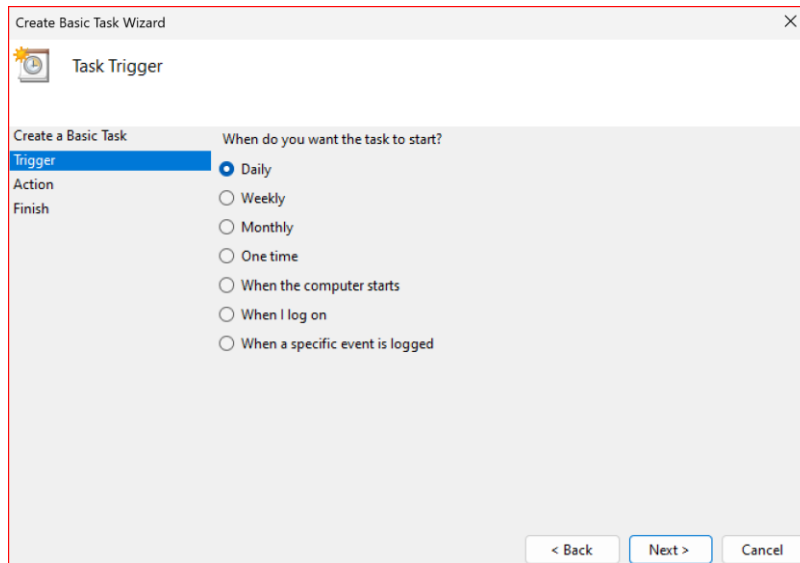 Create Basic Task Wizard
Task Trigger
Create a Basic Task
Trigger
Action
Finish
When do you want the task to start?
Daily
Weekly
Monthly
One time
When the computer starts
When I log on
When a specific event is logged
< Back
Next >
Cancel